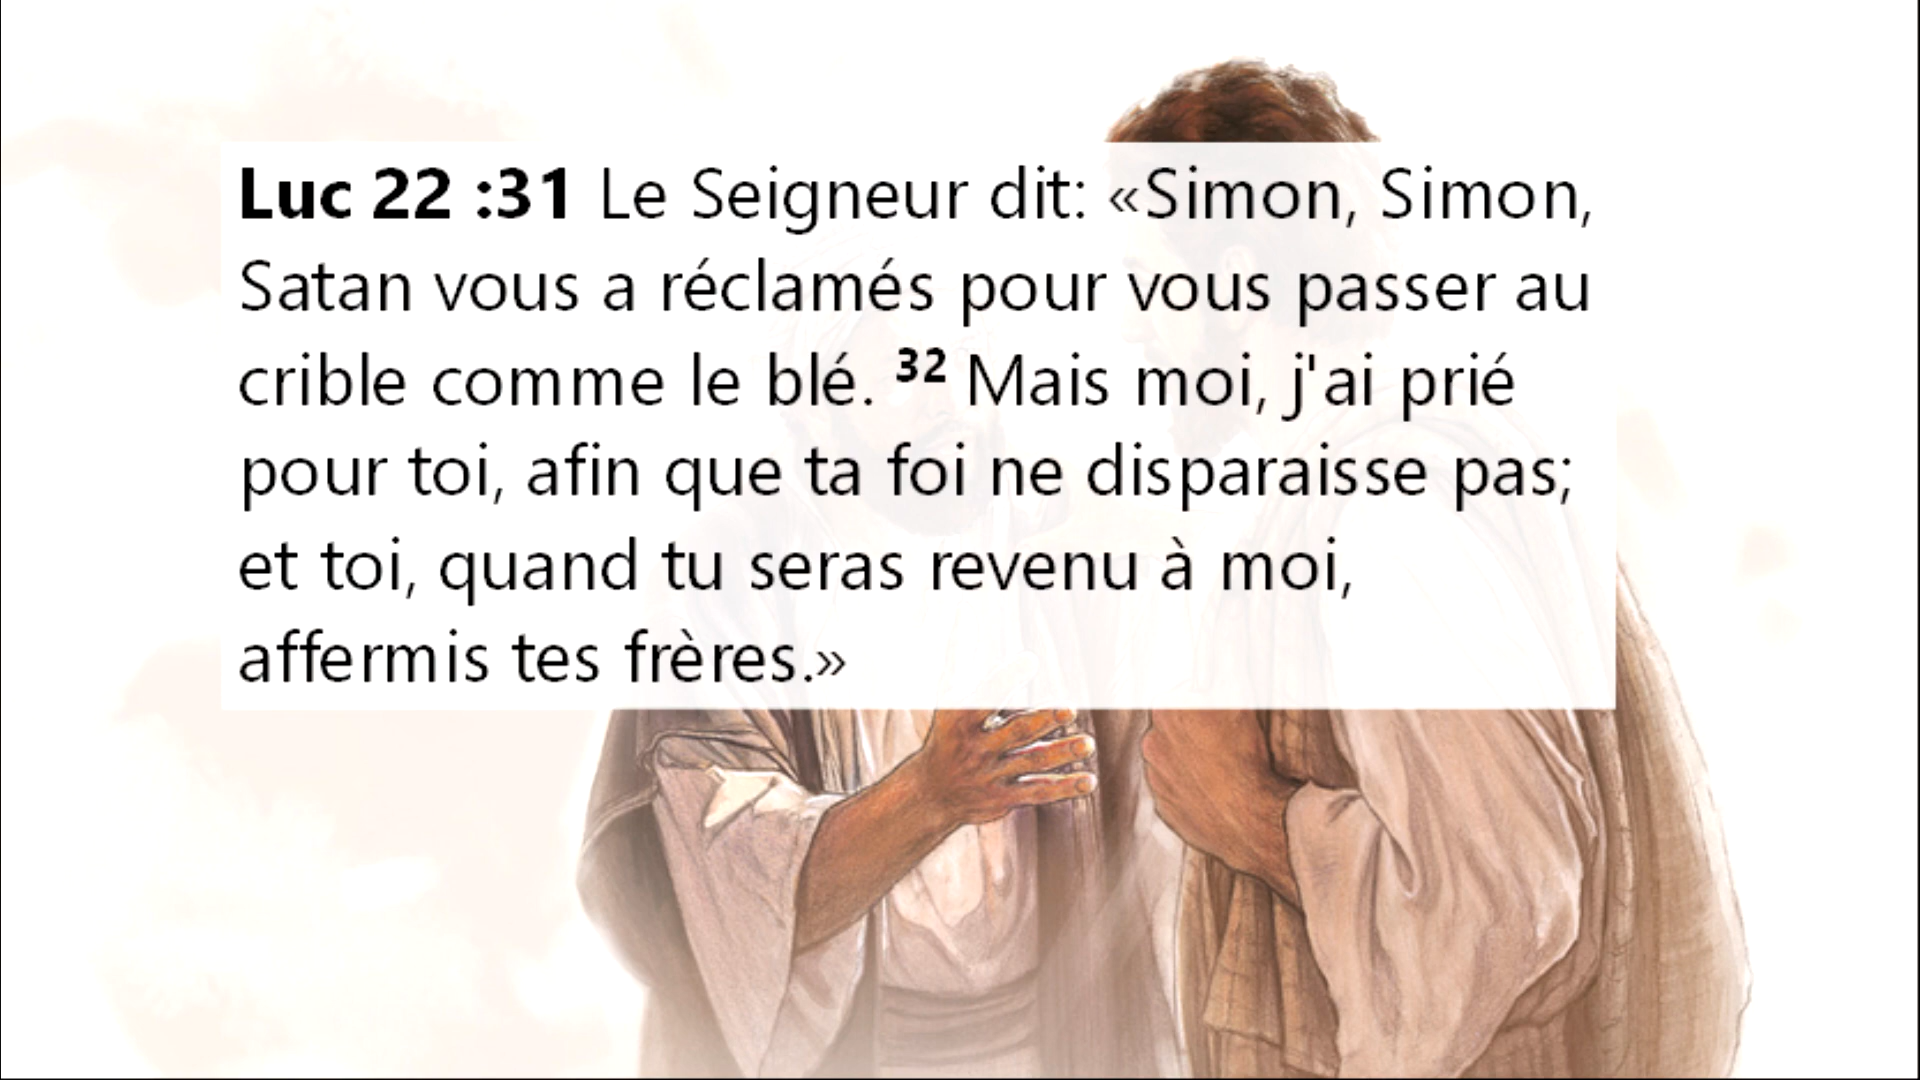 Luc 22 :31 Le Seigneur dit: «Simon, Simon,
Satan vous a réclamés pour vous passer au
crible comme le blé. 32 Mais moi, j'ai prié
pour toi, afin que ta foi ne disparaisse pas;
et toi, quand tu seras revenu à moi,
affermis tes frères.»